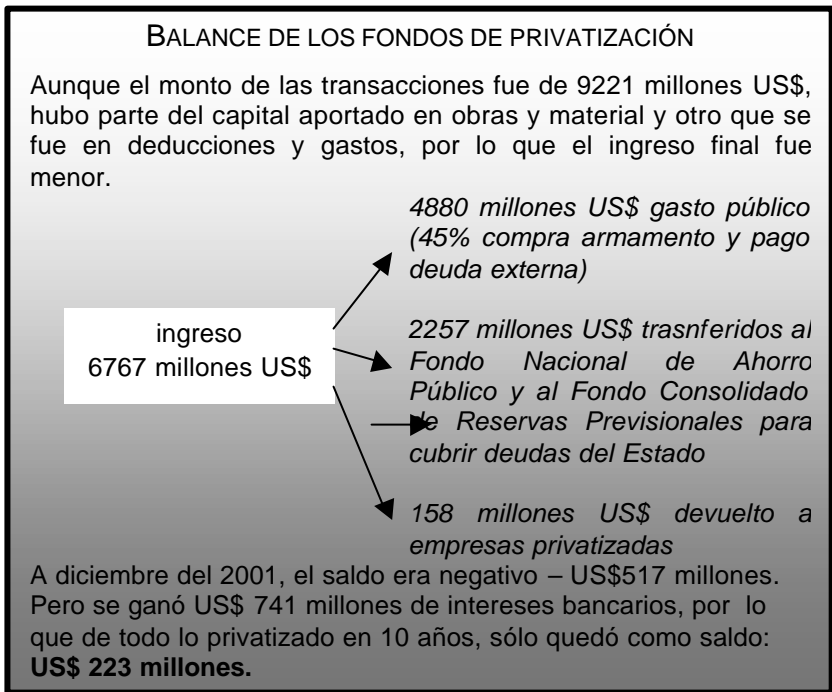 BALANCE DE LOS FONDOS DE PRIVATIZACIÓN
Aunque el monto de las transacciones fue de 9221 millones US$,
hubo parte del capital aportado en obras y material y otro que se
fue en deducciones y gastos, por lo que el ingreso final fue
menor.
4880 millones US$ gasto público
(45% compra armamento y pago
deuda externa)
ingreso
6767 millones US$
2257 millones US$ trasnferidos al
Fondo Nacional de Ahorro
Público y al Fondo Consolidado
de Reservas Previsionales para
cubrir deudas del Estado
158 millones US$ devuelto a
empresas privatizadas
A diciembre del 2001, el saldo era negativo – US$517 millones.
Pero se ganó US$ 741 millones de intereses bancarios, por lo
que de todo lo privatizado en 10 años, sólo quedó como saldo:
US$ 223 millones.